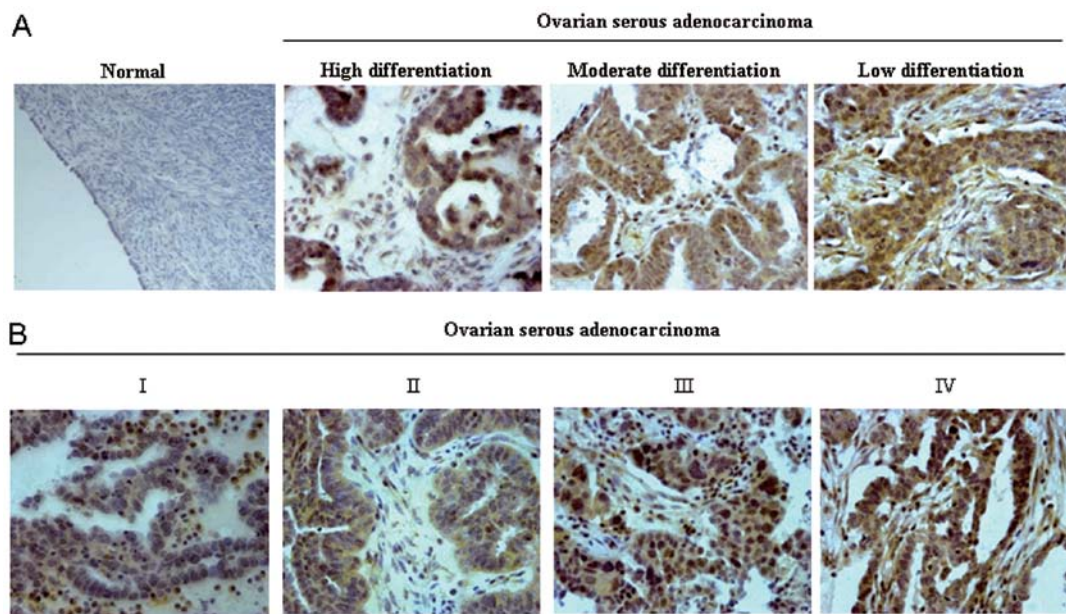 A
Ovarian serous adenocarcinoma
Normal
High differentiation
Moderate differentiation
Low differentiation
B
Ovarian serous adenocarcinoma
I
II
III
IV